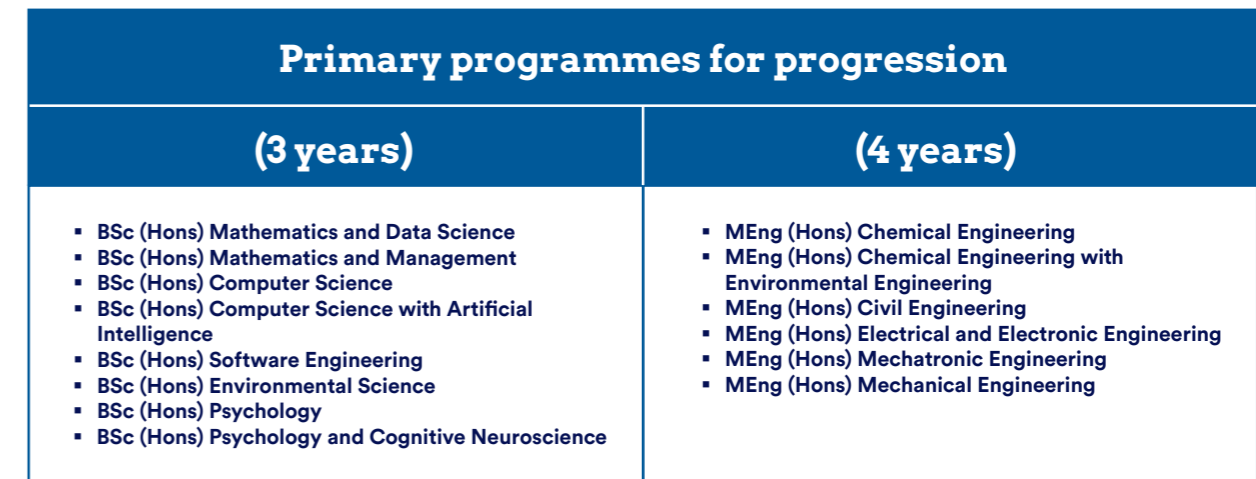 Primary programmes for progression
(3 years)
▪ BSc (Hons) Mathematics and Data Science
▪ BSc (Hons) Mathematics and Management
▪ BSc (Hons) Computer Science
▪ BSc (Hons) Computer Science with Artificial
Intelligence
▪ BSc (Hons) Software Engineering
▪ BSc (Hons) Environmental Science
▪ BSc (Hons) Psychology
▪ BSc (Hons) Psychology and Cognitive Neuroscience
(4 years)
▪ MEng (Hons) Chemical Engineering
▪ MEng (Hons) Chemical Engineering with
Environmental Engineering
▪ MEng (Hons) Civil Engineering
▪ MEng (Hons) Electrical and Electronic Engineering
▪ MEng (Hons) Mechatronic Engineering
▪ MEng (Hons) Mechanical Engineering